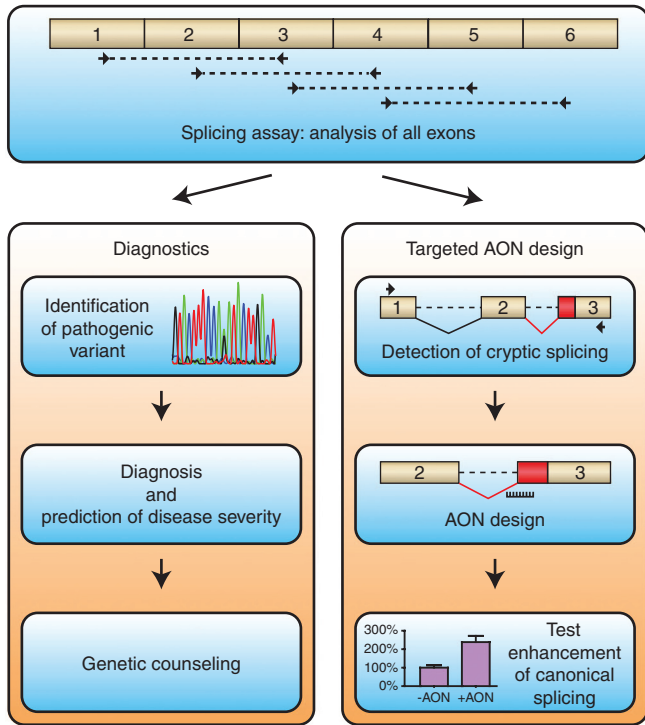 1 2 3 4 5 6
Splicing assay: analysis of all exons
Diagnostics
Identification
of pathogenic
variant
Diagnosis
and
prediction of disease severity
Genetic counseling
Targeted AON design
1 2 3
Detection of cryptic splicing
2 3
AON design
300%
200%
100%
0%
-AON +AON
Test
enhancement
of canonical
splicing